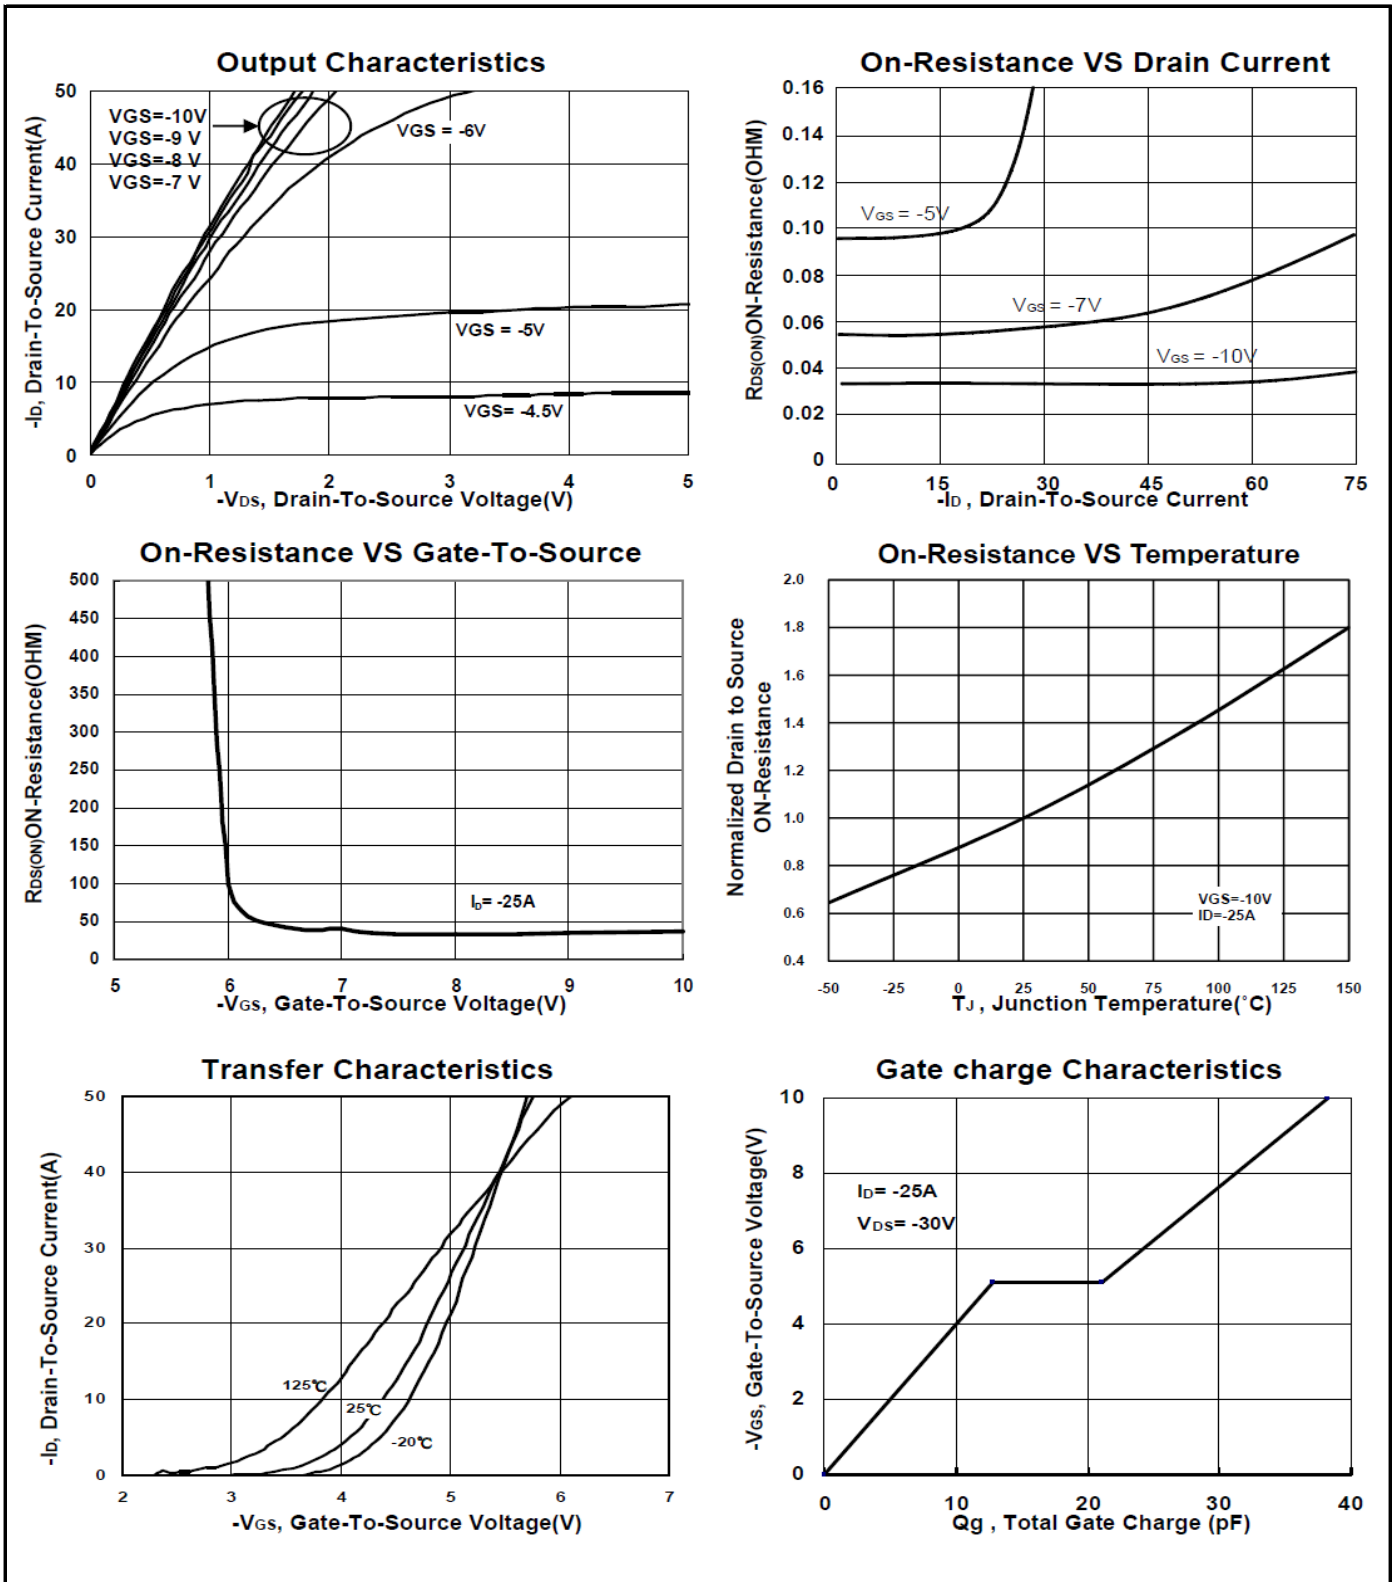 Output Characteristics
-ID, Drain-To-Source Current(A)
50
40
30
20
10
0
VGS=-10V
VGS=-9 V
VGS=-8 V
VGS=-7 V
VGS = -6V
VGS = -5V
VGS= -4.5V
0 1 2 3 4 5
-VDS, Drain-To-Source Voltage(V)
On-Resistance VS Drain Current
RDS(ON)ON-Resistance(OHM)
0.16
0.14
0.12
0.10
0.08
0.06
0.04
0.02
0
VGS = -5V
VGS = -7V
VGS = -10V
0 15 30 45 60 75
-ID , Drain-To-Source Current
On-Resistance VS Gate-To-Source
RDS(ON)ON-Resistance(OHM)
500
450
400
350
300
250
200
150
100
50
0
ID= -25A
5 6 7 8 9 10
-VGS, Gate-To-Source Voltage(V)
On-Resistance VS Temperature
Normalized Drain to Source
ON-Resistance
2.0
1.8
1.6
1.4
1.2
1.0
0.8
0.6
0.4
VGS=-10V
ID=-25A
-50 -25 0 25 50 75 100 125 150
TJ , Junction Temperature(°C)
Transfer Characteristics
-ID, Drain-To-Source Current(A)
50
40
30
20
10
0
125℃
25℃
-20℃
2 3 4 5 6 7
-VGS, Gate-To-Source Voltage(V)
Gate charge Characteristics
-VGS, Gate-To-Source Voltage(V)
10
8
6
4
2
0
ID= -25A
VDS= -30V
0 10 20 30 40
Qg , Total Gate Charge (pF)